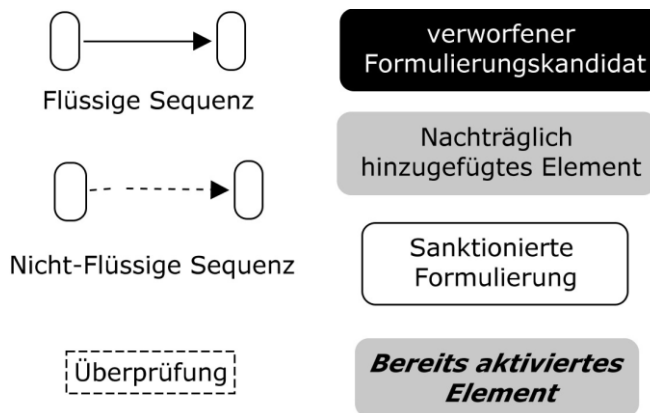 Flüssige Sequenz
Nicht-Flüssige Sequenz
Überprüfung
verworfener
Formulierungskandidat
Nachträglich
hinzugefügtes Element
Sanktionierte
Formulierung
Bereits aktiviertes
Element